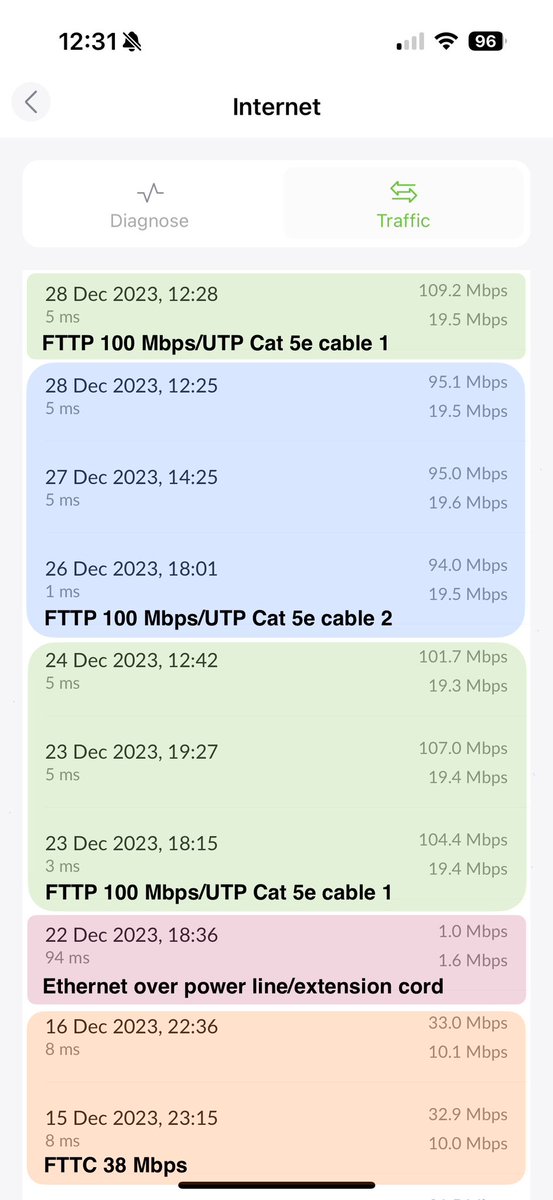 12:31
96
Internet
Diagnose
Traffic
28 Dec 2023, 12:28 109.2 Mbps
5 ms 19.5 Mbps
FTTP 100 Mbps/UTP Cat 5e cable 1
28 Dec 2023, 12:25 95.1 Mbps
5 ms 19.5 Mbps
27 Dec 2023, 14:25 95.0 Mbps
5 ms 19.6 Mbps
26 Dec 2023, 18:01 94.0 Mbps
1 ms 19.5 Mbps
FTTP 100 Mbps/UTP Cat 5e cable 2
24 Dec 2023, 12:42 101.7 Mbps
5 ms 19.3 Mbps
23 Dec 2023, 19:27 107.0 Mbps
5 ms 19.4 Mbps
23 Dec 2023, 18:15 104.4 Mbps
3 ms 19.4 Mbps
FTTP 100 Mbps/UTP Cat 5e cable 1
22 Dec 2023, 18:36 1.0 Mbps
94 ms 1.6 Mbps
Ethernet over power line/extension cord
16 Dec 2023, 22:36 33.0 Mbps
8 ms 10.1 Mbps
15 Dec 2023, 23:15 32.9 Mbps
8 ms 10.0 Mbps
FTTC 38 Mbps